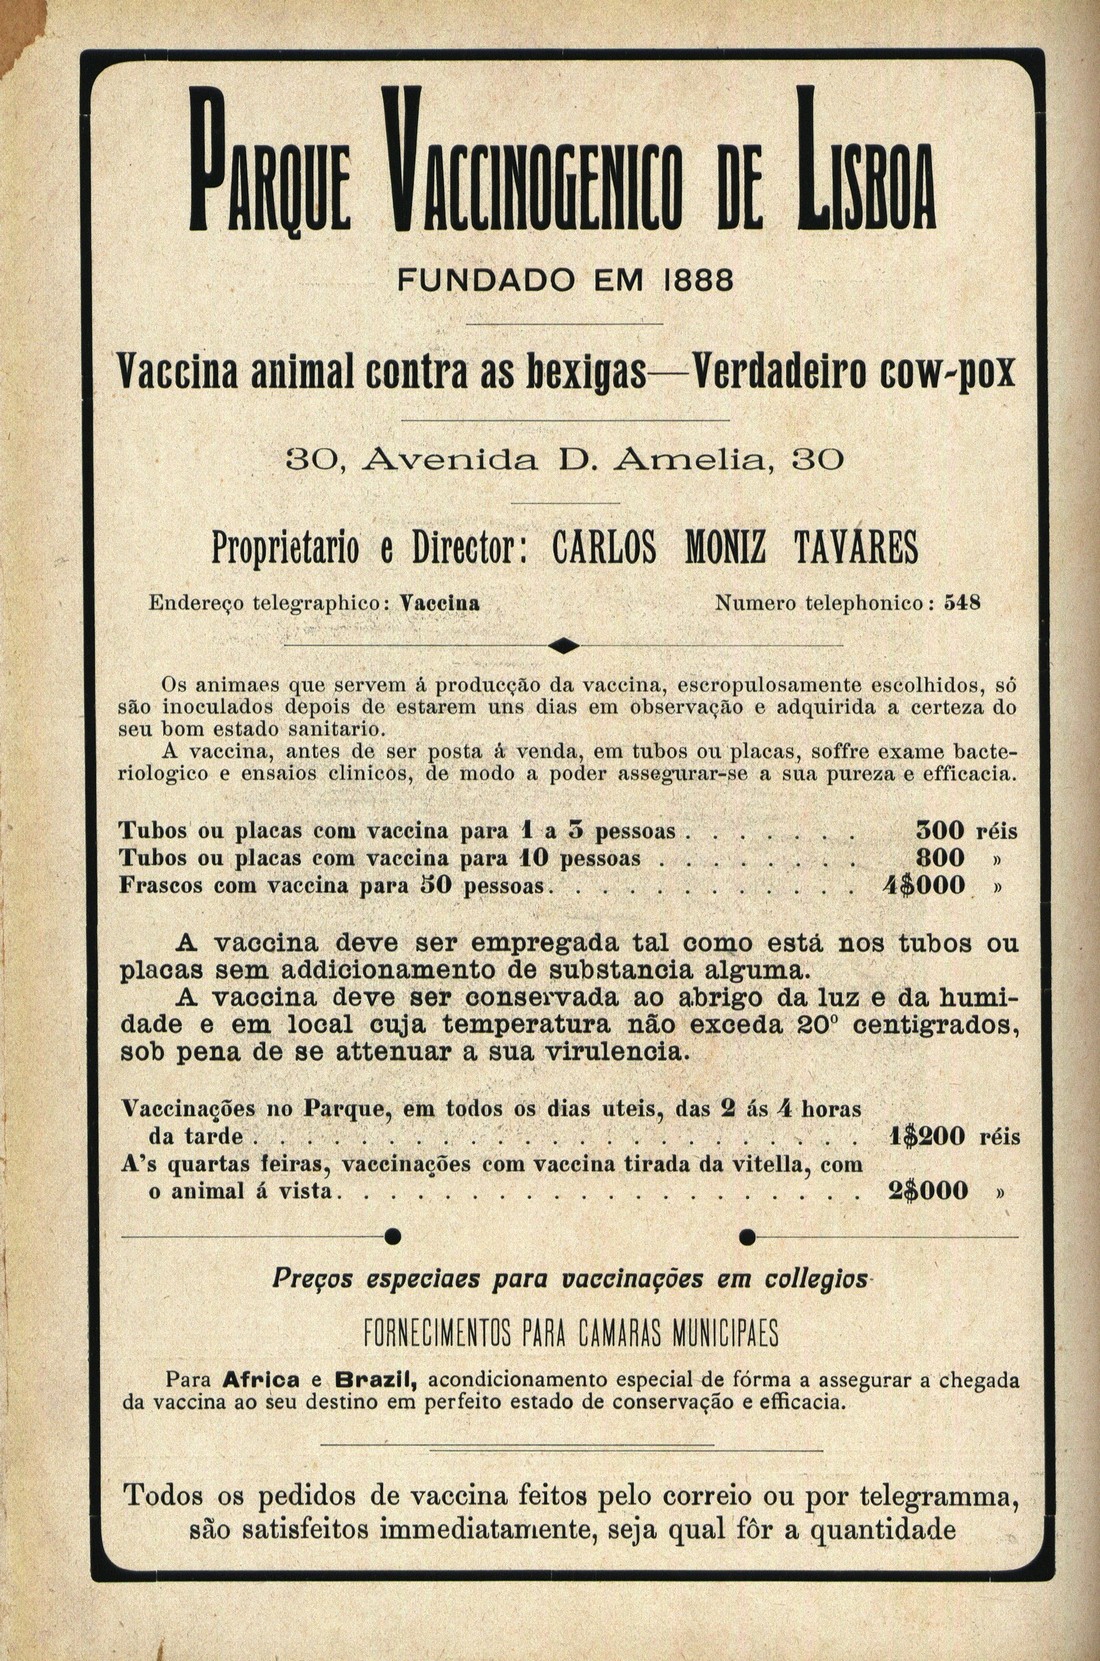 PARQUE VACCINOGENICO DE LISBOA
FUNDADO EM 1888
Vaccina animal contra as bexigas—Verdadeiro cow-pox
30, Avenida D. Amelia, 30
Proprietario e Director: CARLOS MONIZ TAVARES
Endereço telegraphico: Vaccina Numero telephonico: 548
Os animaes que servem á producção da vaccina, escropulosamente escolhidos, só
são inoculados depois de estarem uns dias em observação e adquirida a certeza do
seu bom estado sanitario.
A vaccina, antes de ser posta á venda, em tubos ou placas, soffre exame bacte-
riologico e ensaios clinicos, de modo a poder assegurar-se a sua pureza e efficacia.
Tubos ou placas com vaccina para 1 a 3 pessoas . . . . . . . 300 réis
Tubos ou placas com vaccina para 10 pessoas . . . . . . . . 800 »
Frascos com vaccina para 50 pessoas. . . . . . . . . . . . 4$000 »
A vaccina deve ser empregada tal como está nos tubos ou
placas sem addicionamento de substancia alguma.
A vaccina deve ser conservada ao abrigo da luz e da humi-
dade e em local cuja temperatura não exceda 20º centigrados,
sob pena de se attenuar a sua virulencia.
Vaccinações no Parque, em todos os dias uteis, das 2 ás 4 horas
da tarde . . . . . . . . . . . . . . . . . . . . . . . 1$200 réis
A's quartas feiras, vaccinações com vaccina tirada da vitella, com
o animal á vista. . . . . . . . . . . . . . . . . . . . 2$000 »
Preços especiaes para vaccinações em collegios
FORNECIMENTOS PARA CAMARAS MUNICIPAES
Para Africa e Brazil, acondicionamento especial de fórma a assegurar a chegada
da vaccina ao seu destino em perfeito estado de conservação e efficacia.
Todos os pedidos de vaccina feitos pelo correio ou por telegramma,
são satisfeitos immediatamente, seja qual fôr a quantidade